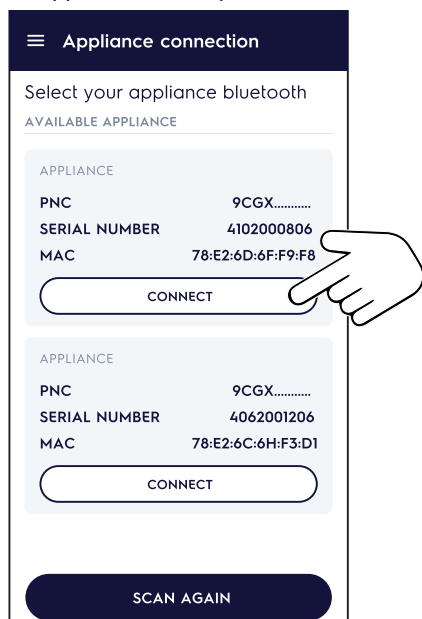 Appliance connection
Select your appliance bluetooth
AVAILABLE APPLIANCE
APPLIANCE
PNC 9CGX...........
SERIAL NUMBER 4102000806
MAC 78:E2:6D:6F:F9:F8
CONNECT
APPLIANCE
PNC 9CGX...........
SERIAL NUMBER 4062001206
MAC 78:E2:6C:6H:F3:D1
CONNECT
SCAN AGAIN